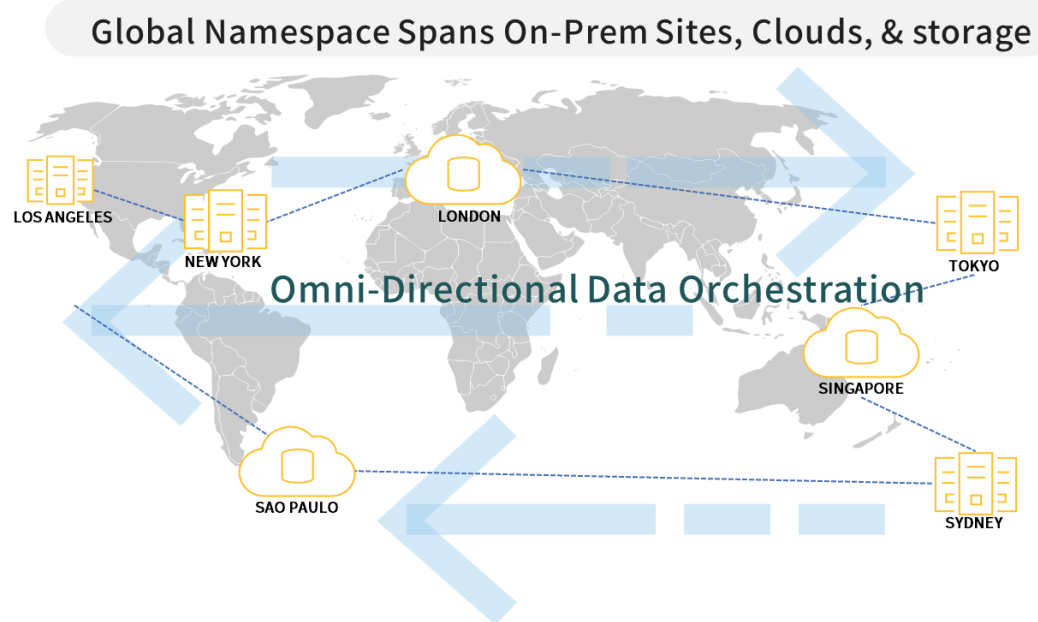 Global Namespace Spans On-Prem Sites, Clouds, & storage
LOS ANGELES
LONDON
NEW YORK
TOKYO
Omni-Directional Data Orchestration
SINGAPORE
SAO PAULO
SYDNEY